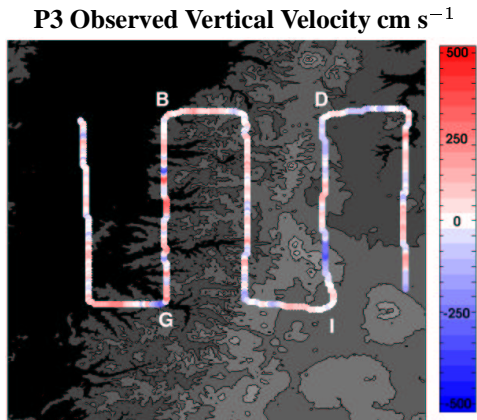 P3 Observed Vertical Velocity cm s−1
B
D
G
I
500
250
0
-250
-500